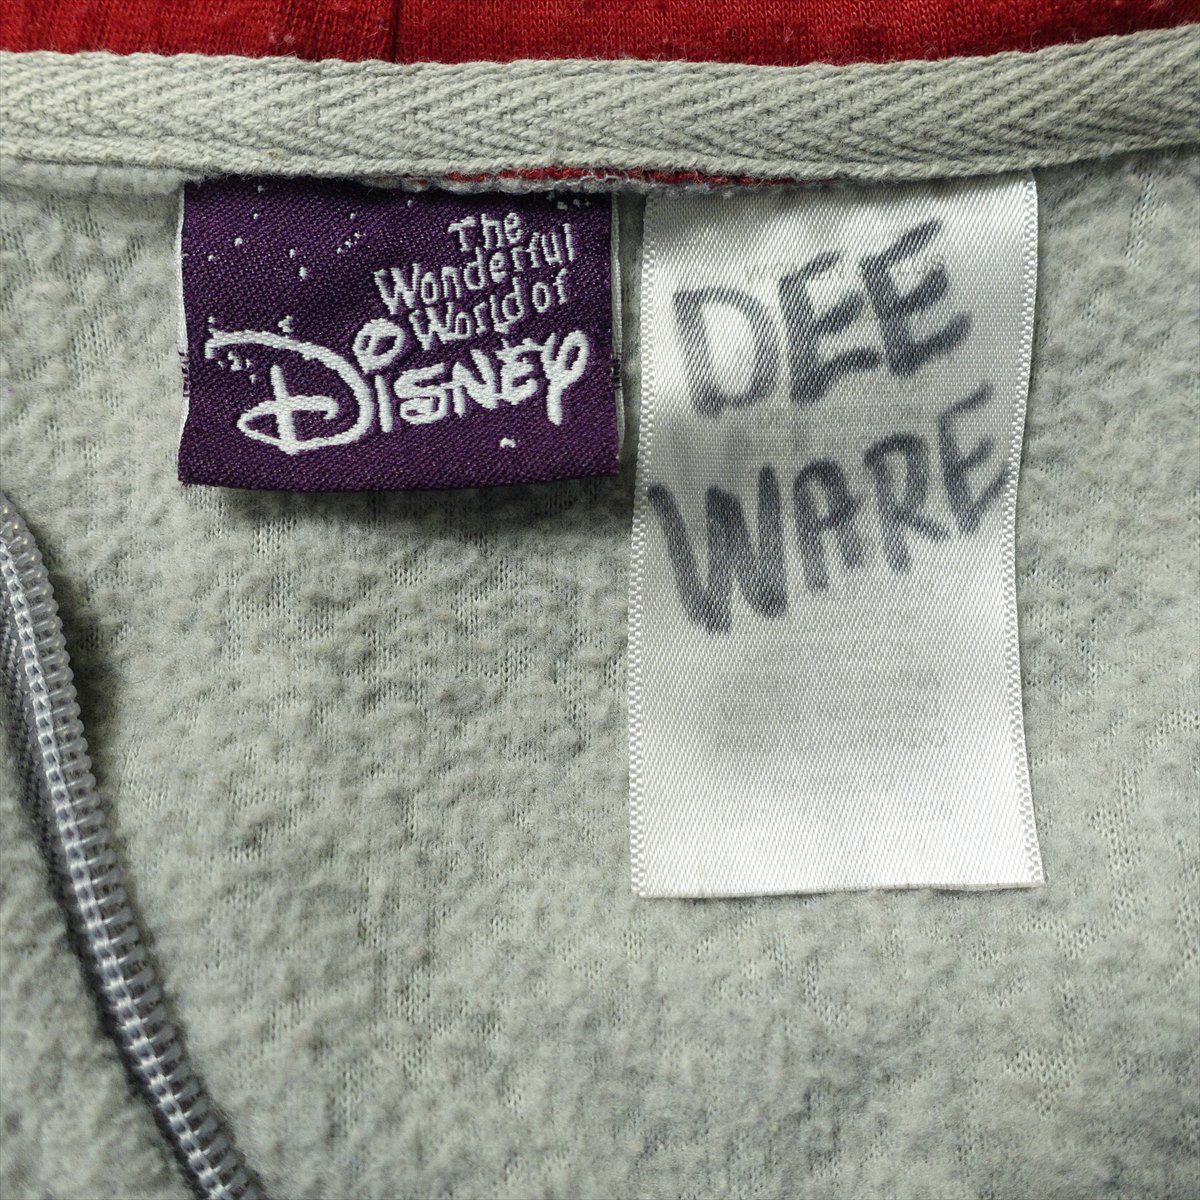 The
Wonderful
World of
Disney
DEE
WARE